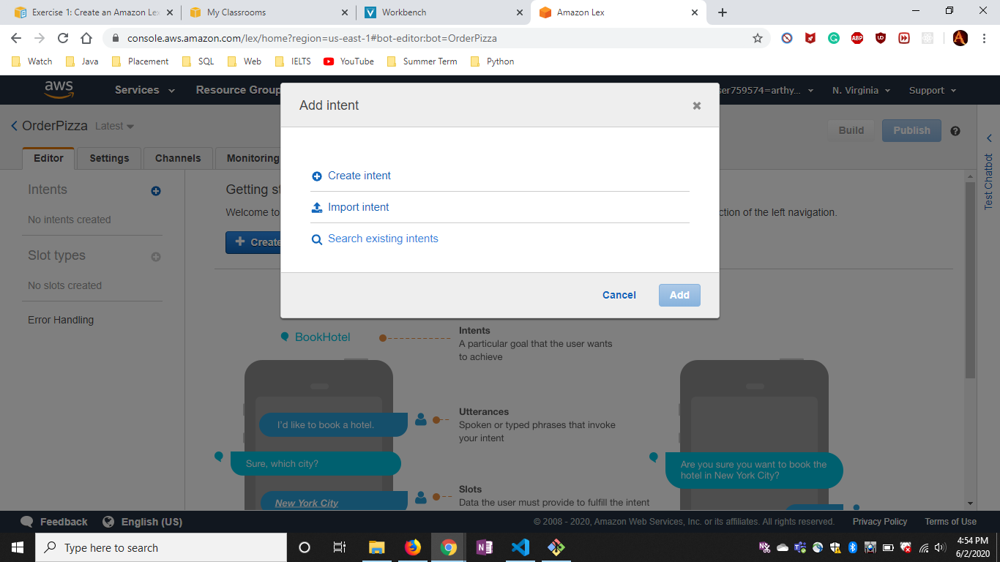 Exercise 1: Create an Amazon Lex
My Classrooms
Workbench
Amazon Lex
console.aws.amazon.com/lex/home?region=us-east-1#bot-editor:bot=OrderPizza
Watch Java Placement SQL Web IELTS YouTube Summer Term Python
aws Services Resource Group ser759574=arthy... N. Virginia Support
Add intent
OrderPizza Latest
Build Publish
Editor Settings Channels Monitoring
Test Chatbot
Intents
No intents created
Slot types
No slots created
Error Handling
Getting st
Welcome to ction of the left navigation.
Create
Create intent
Import intent
Search existing intents
Cancel Add
BookHotel
Intents
A particular goal that the user wants
to achieve
Utterances
Spoken or typed phrases that invoke
your intent
I'd like to book a hotel.
Sure, which city?
Slots
Data the user must provide to fulfill the intent
New York City
Are you sure you want to book the
hotel in New York City?
Feedback English (US) © 2008 - 2020, Amazon Web Services, Inc. or its affiliates. All rights reserved. Privacy Policy Terms of Use
Type here to search
4:54 PM
6/2/2020